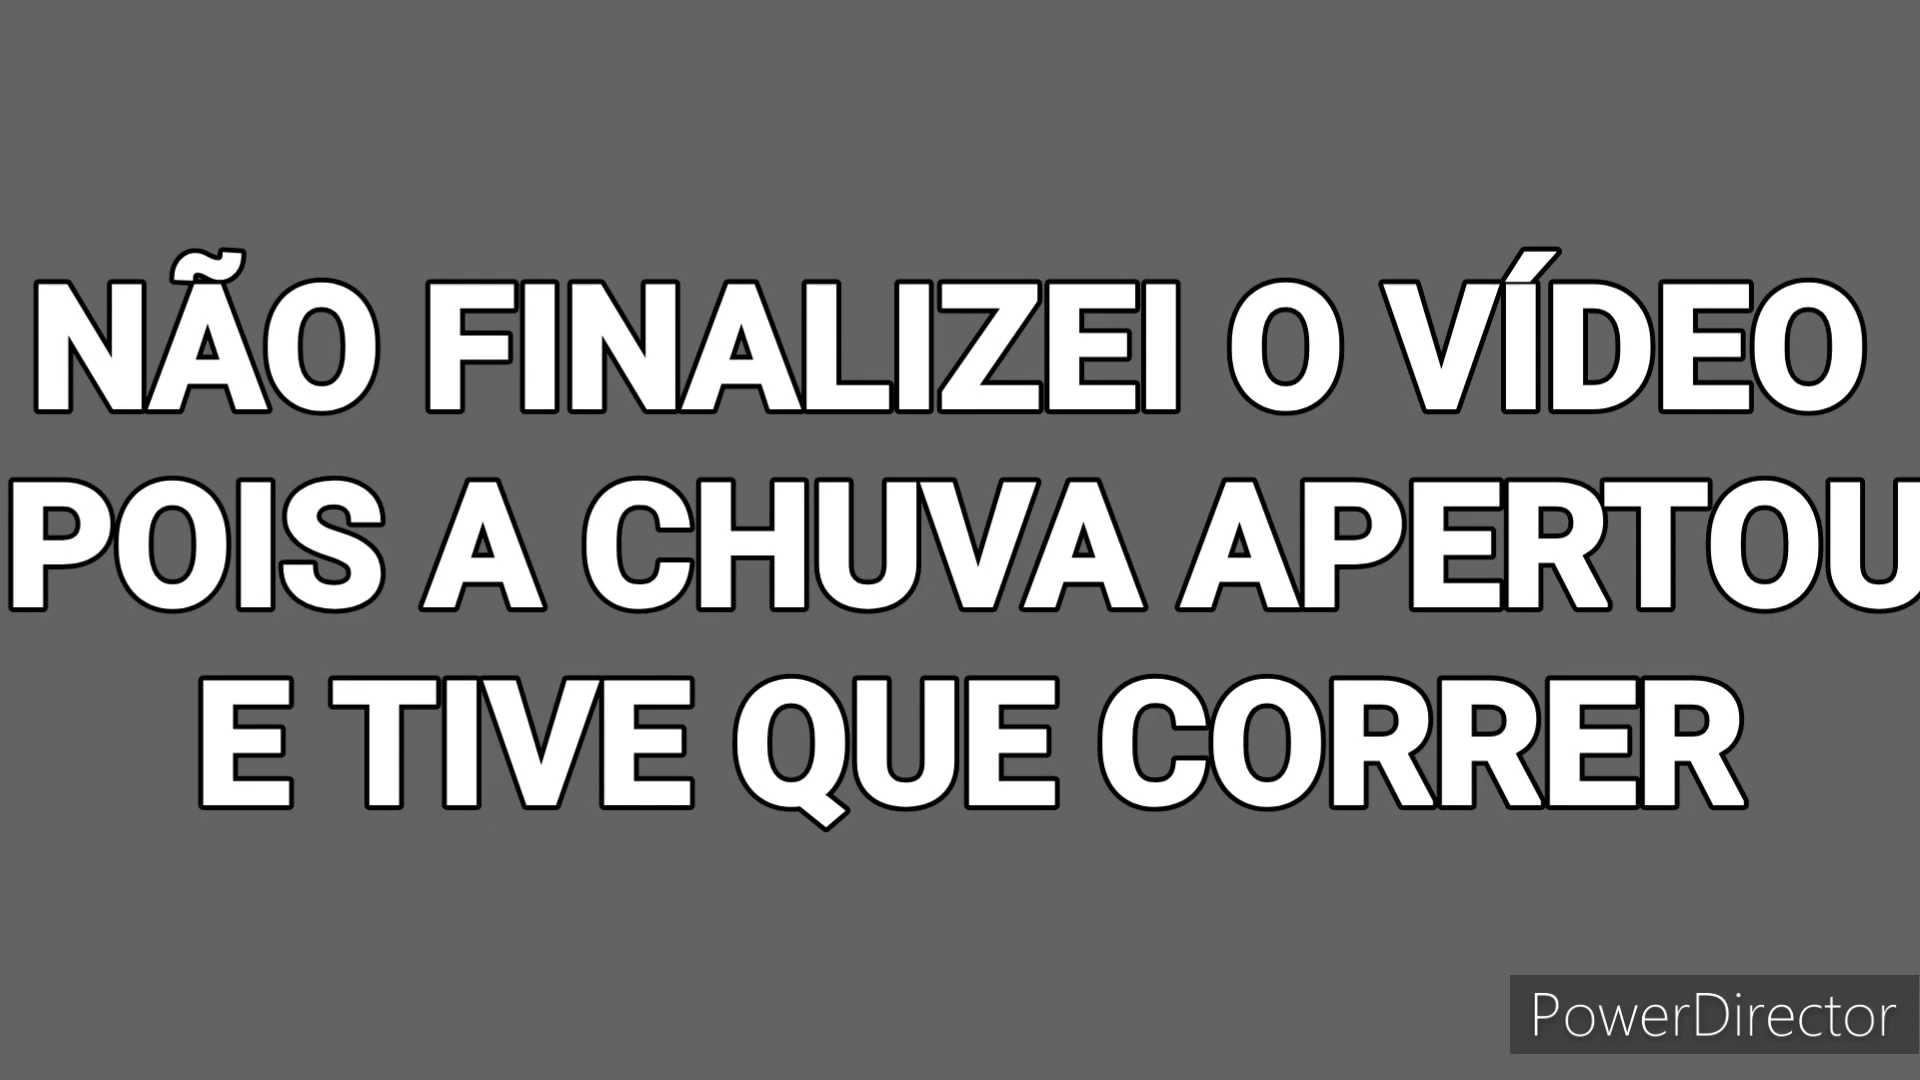 NÃO FINALIZEI O VÍDEO
POIS A CHUVA APERTOU
E TIVE QUE CORRER
PowerDirector